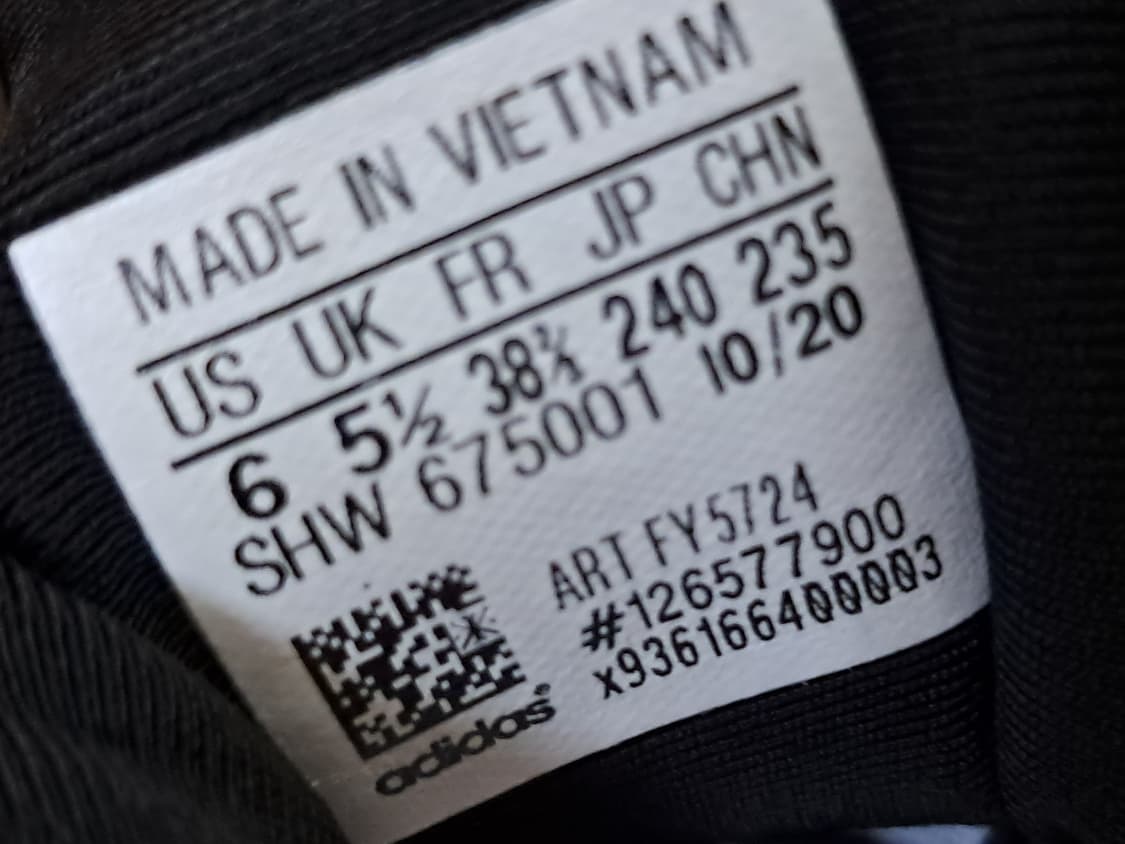 MADE IN VIETNAM
US UK FR JP CHN
6 5½ 38⅔ 240 235
SHW 675001 10/20
ART FY5724
#126577900
x9361664000003
adidas®